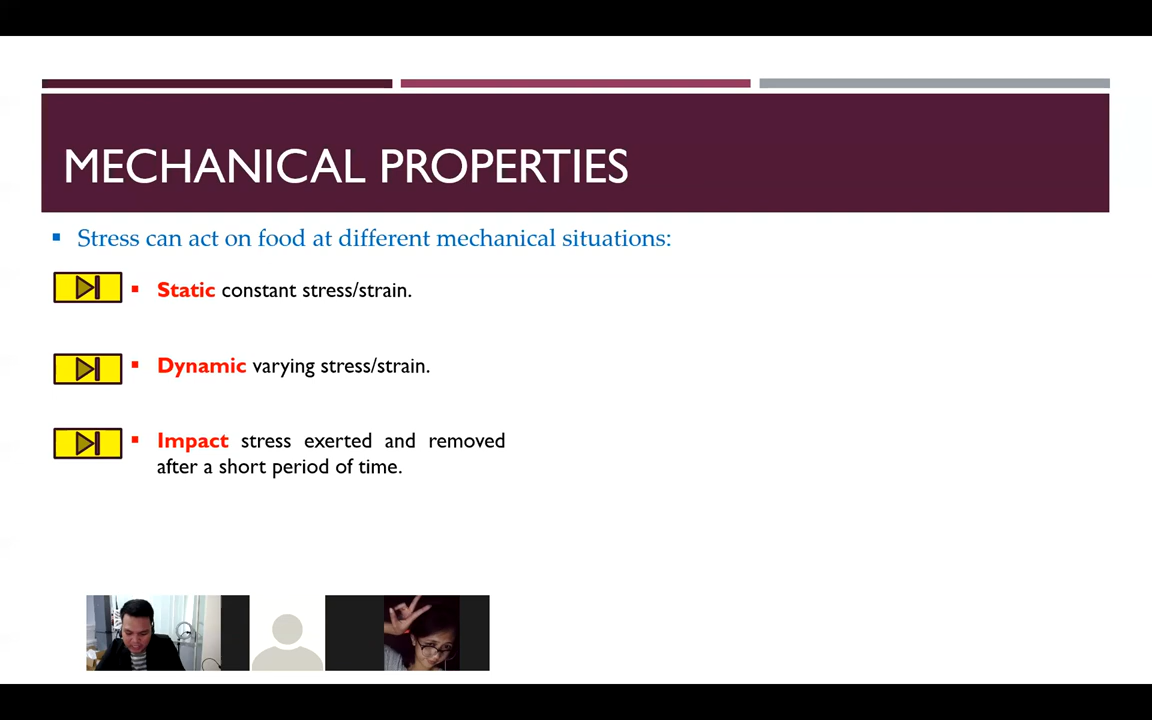 MECHANICAL PROPERTIES
▪ Stress can act on food at different mechanical situations:
▪ Static constant stress/strain.
▪ Dynamic varying stress/strain.
▪ Impact stress exerted and removed
after a short period of time.